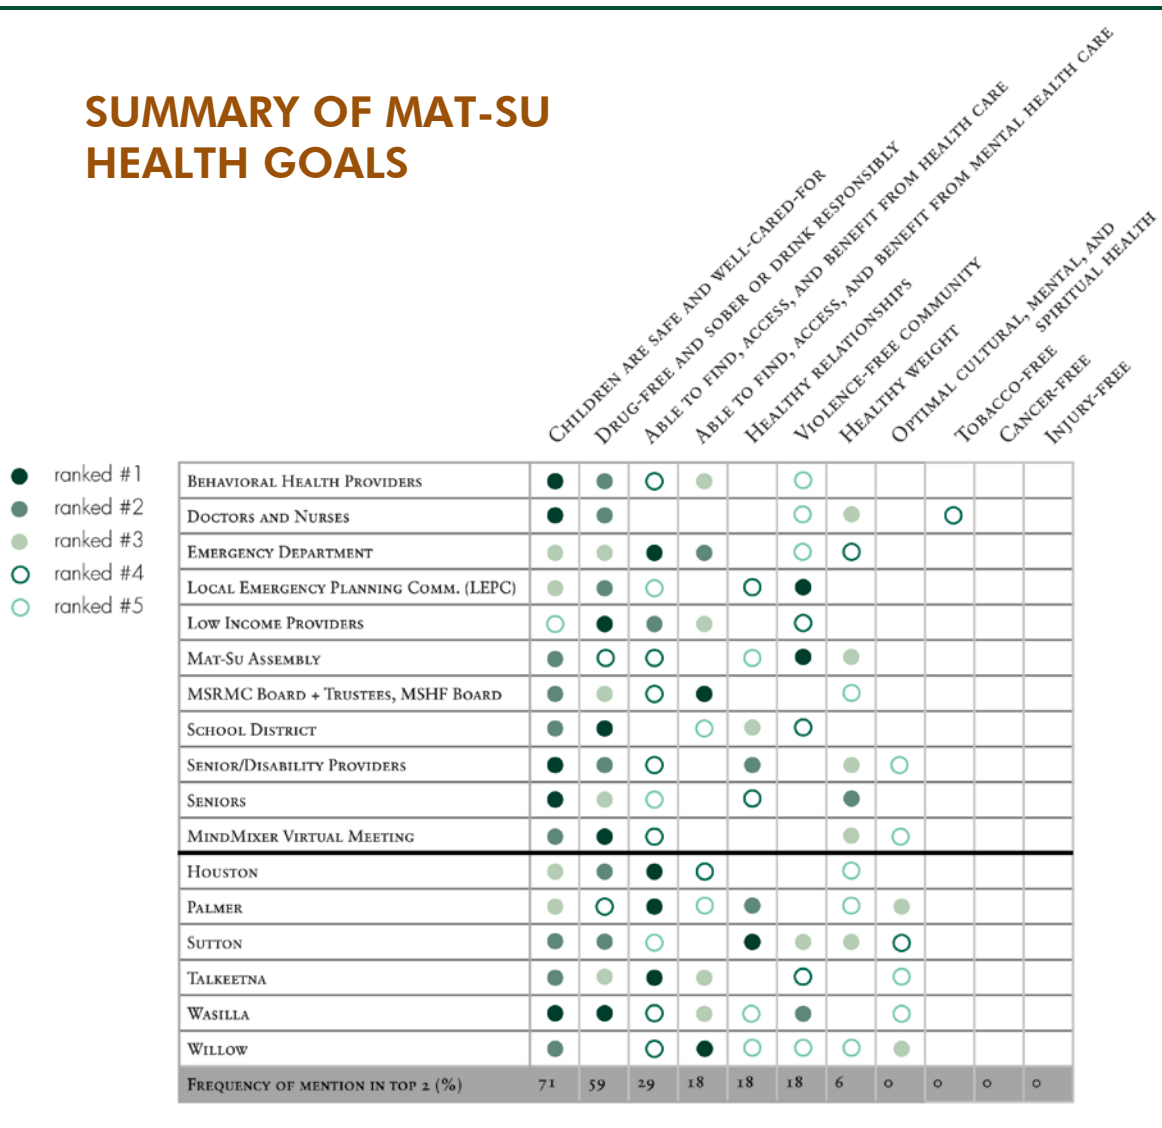 SUMMARY OF MAT-SU
HEALTH GOALS
Children are safe and well-cared-for
Drug-free and sober or drink responsibly
Able to find, access, and benefit from health care
Able to find, access, and benefit from mental health care
Healthy relationships
Violence-free community
Healthy weight
Optimal cultural, mental, and
spiritual health
Tobacco-free
Cancer-free
Injury-free
ranked #1
ranked #2
ranked #3
ranked #4
ranked #5
Behavioral Health Providers
Doctors and Nurses
Emergency Department
Local Emergency Planning Comm. (LEPC)
Low Income Providers
Mat-Su Assembly
MSRMC Board + Trustees, MSHF Board
School District
Senior/Disability Providers
Seniors
MindMixer Virtual Meeting
Houston
Palmer
Sutton
Talkeetna
Wasilla
Willow
Frequency of mention in top 2 (%) 71 59 29 18 18 18 6 0 0 0 0